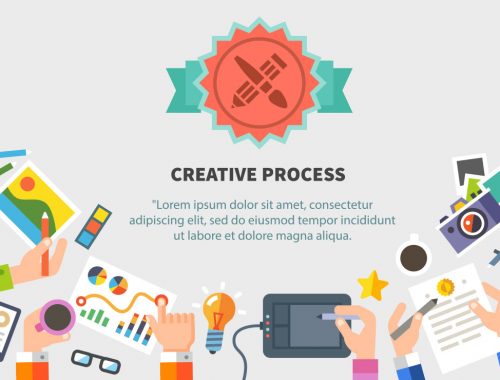 CREATIVE PROCESS
"Lorem ipsum dolor sit amet, consectetur
adipiscing elit, sed do eiusmod tempor incididunt
ut labore et dolore magna aliqua.